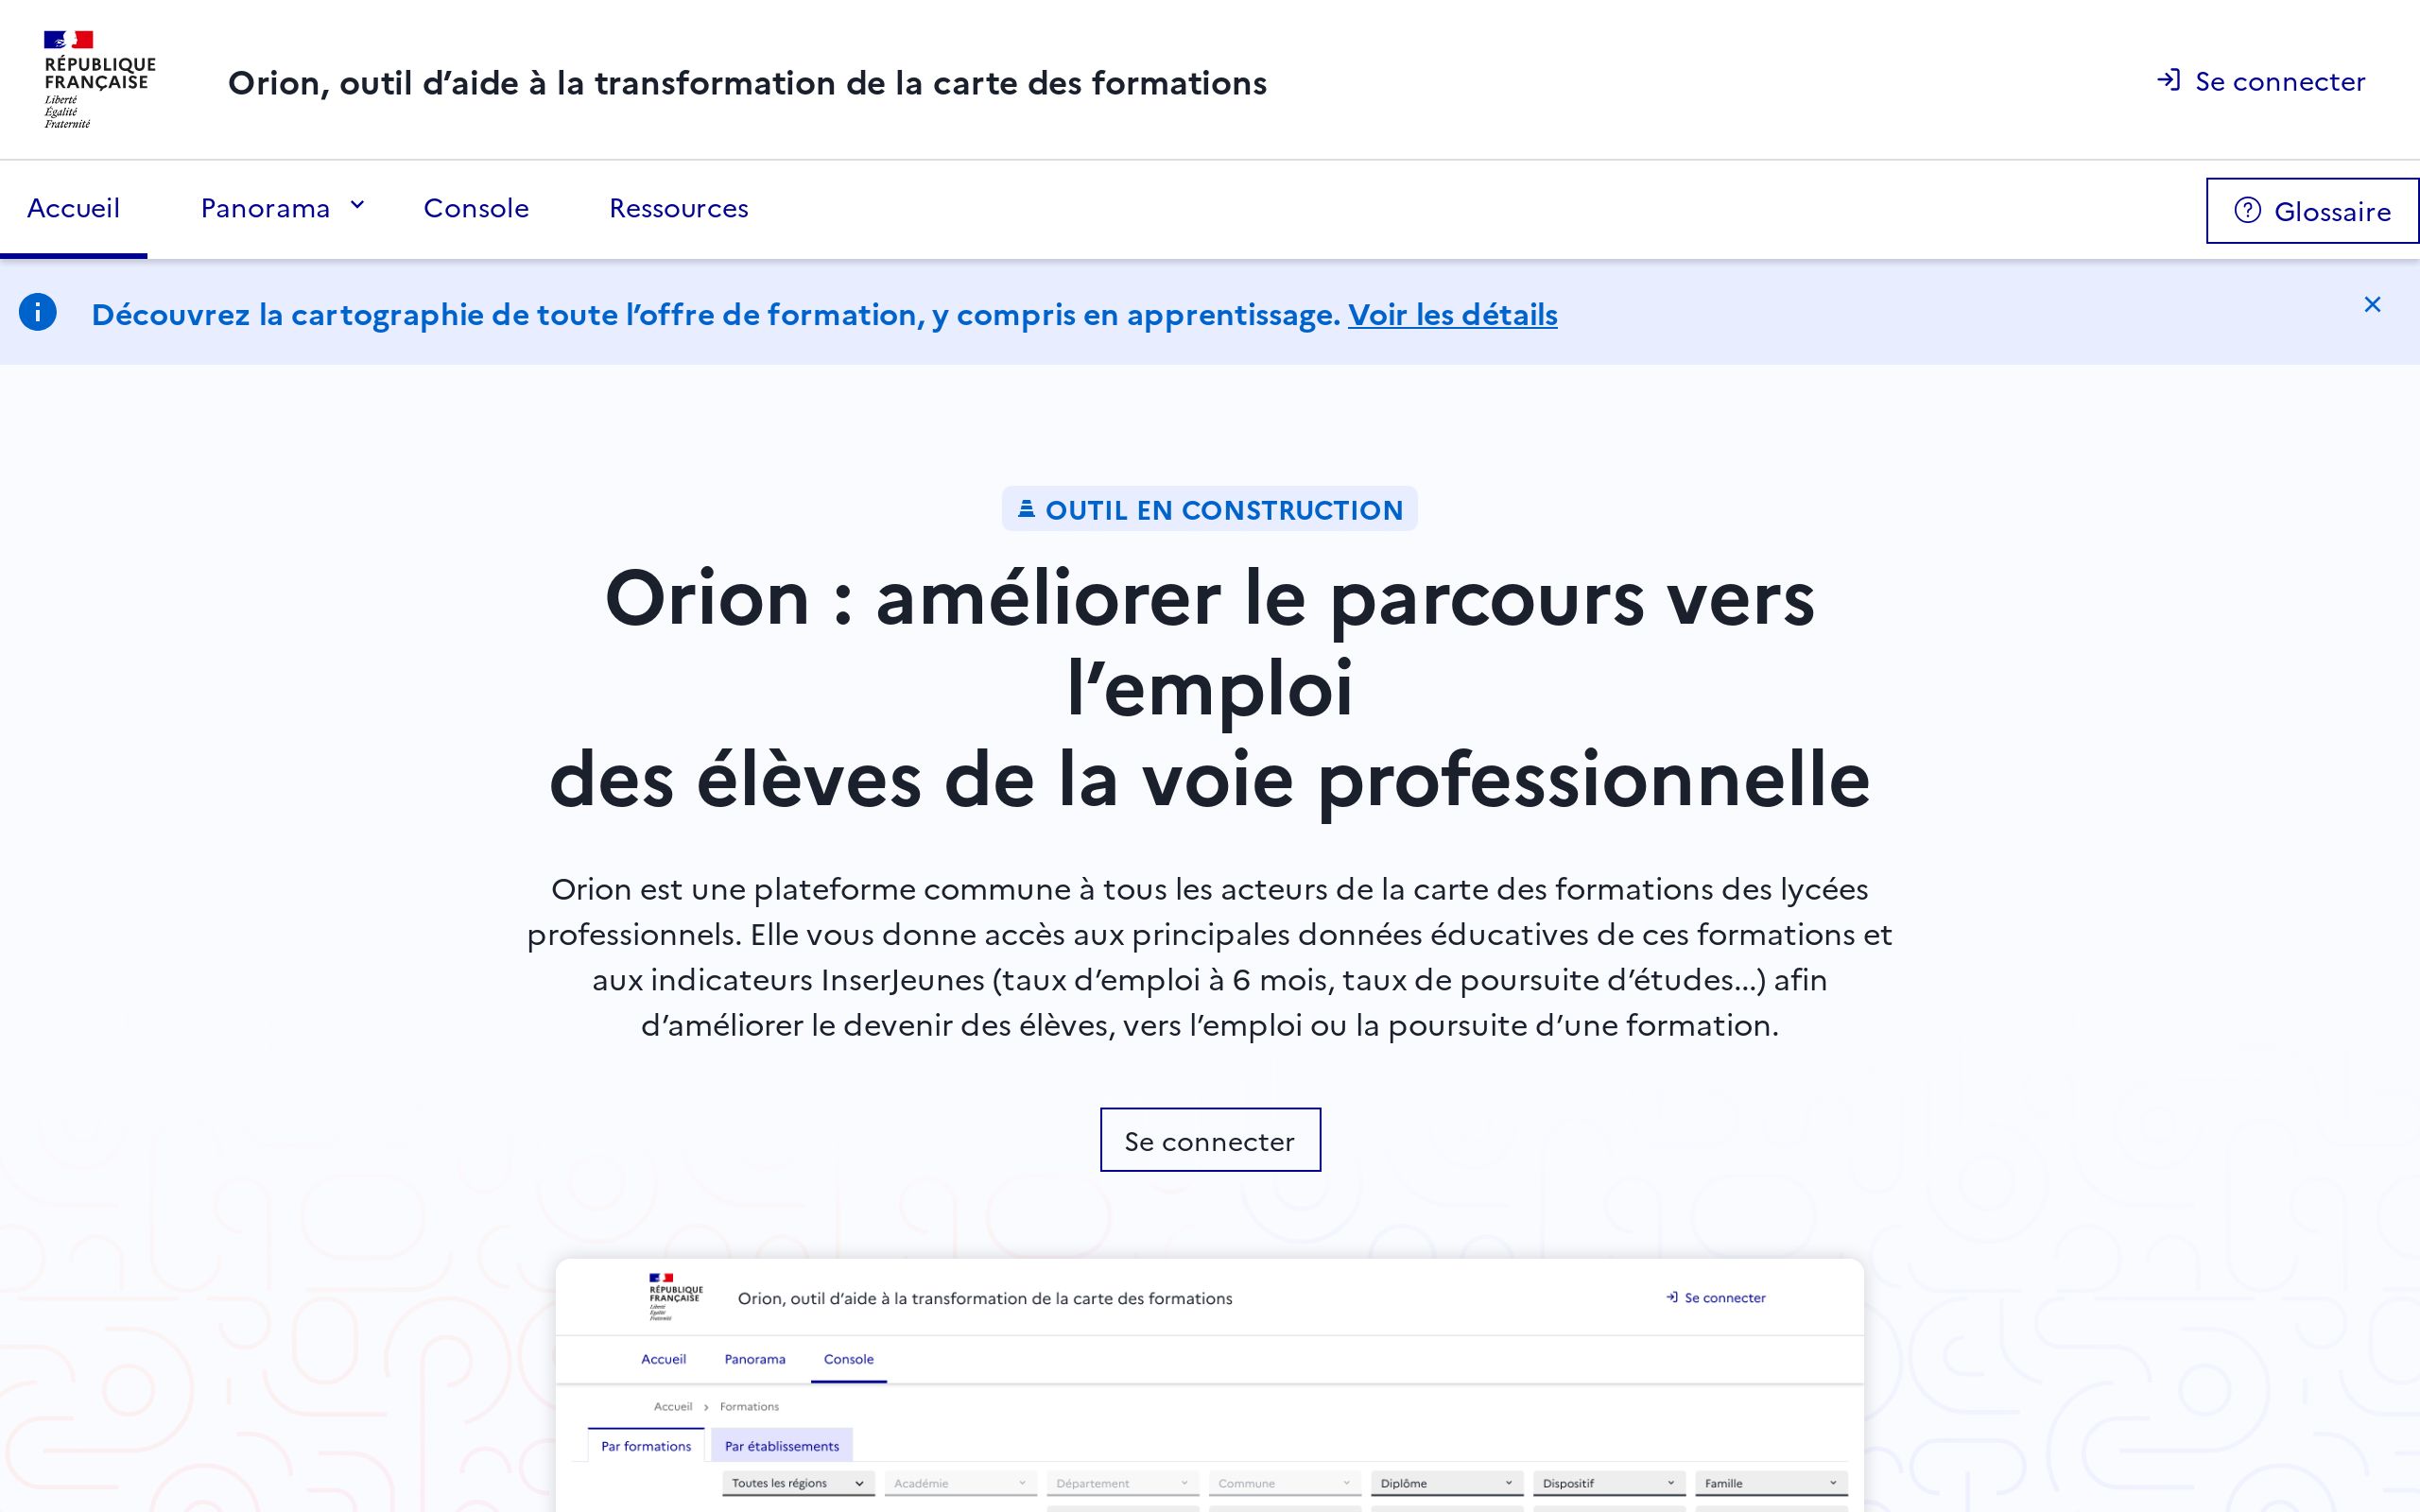 RÉPUBLIQUE
FRANÇAISE
Liberté
Égalité
Fraternité
Orion, outil d’aide à la transformation de la carte des formations
Se connecter
Accueil
Panorama
Console
Ressources
Glossaire
Découvrez la cartographie de toute l’offre de formation, y compris en apprentissage. Voir les détails
OUTIL EN CONSTRUCTION
Orion : améliorer le parcours vers
l’emploi
des élèves de la voie professionnelle
Orion est une plateforme commune à tous les acteurs de la carte des formations des lycées
professionnels. Elle vous donne accès aux principales données éducatives de ces formations et
aux indicateurs InserJeunes (taux d’emploi à 6 mois, taux de poursuite d’études...) afin
d’améliorer le devenir des élèves, vers l’emploi ou la poursuite d’une formation.
Se connecter
RÉPUBLIQUE
FRANÇAISE
Liberté
Égalité
Fraternité
Orion, outil d’aide à la transformation de la carte des formations
Se connecter
Accueil
Panorama
Console
Accueil
Formations
Par formations
Par établissements
Toutes les régions
Académie
Département
Commune
Diplôme
Dispositif
Famille